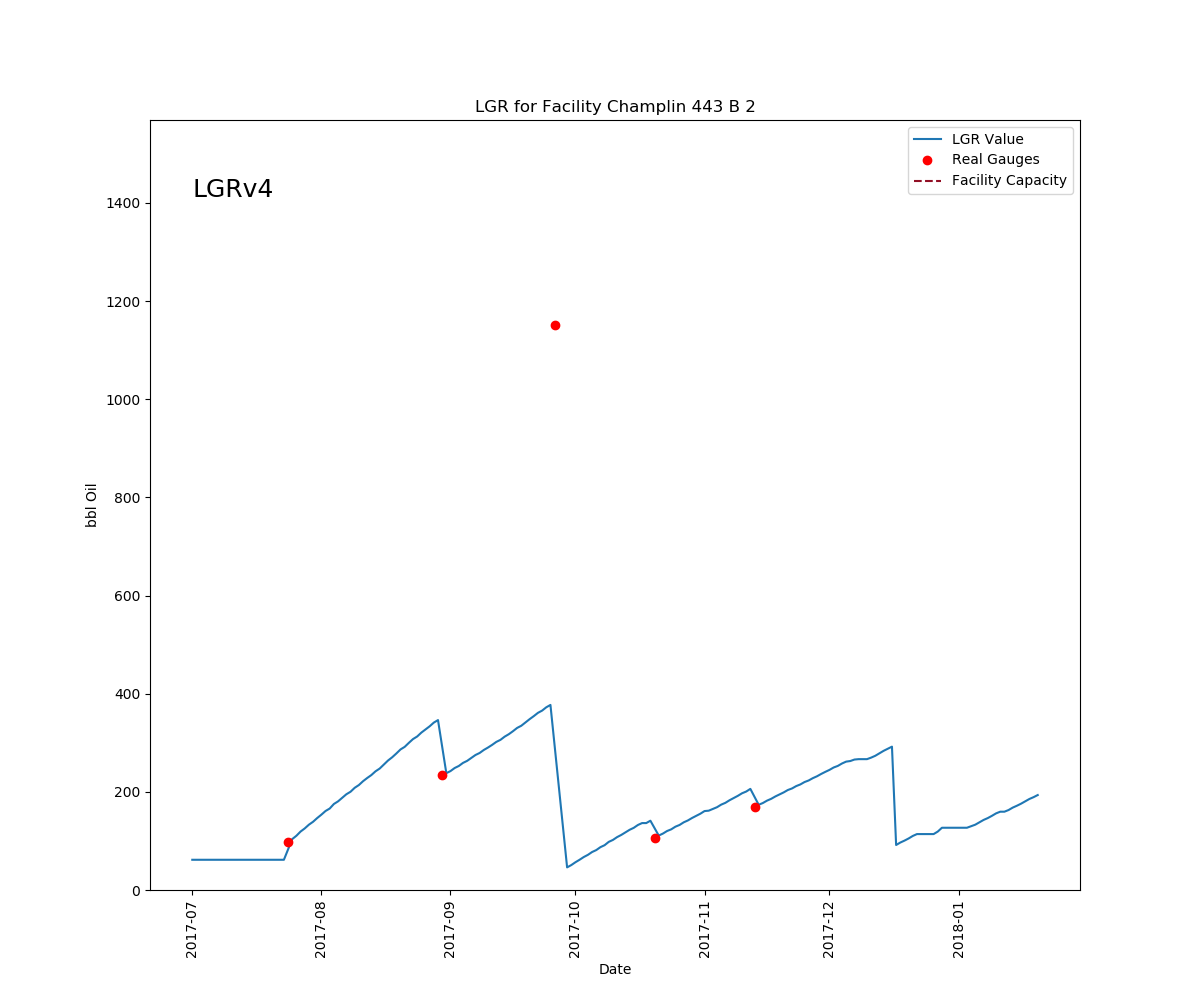 LGR for Facility Champlin 443 B 2
LGR Value
Real Gauges
Facility Capacity
LGRv4
1400
1200
1000
800
600
400
200
0
bbl Oil
2017-07
2017-08
2017-09
2017-10
2017-11
2017-12
2018-01
Date